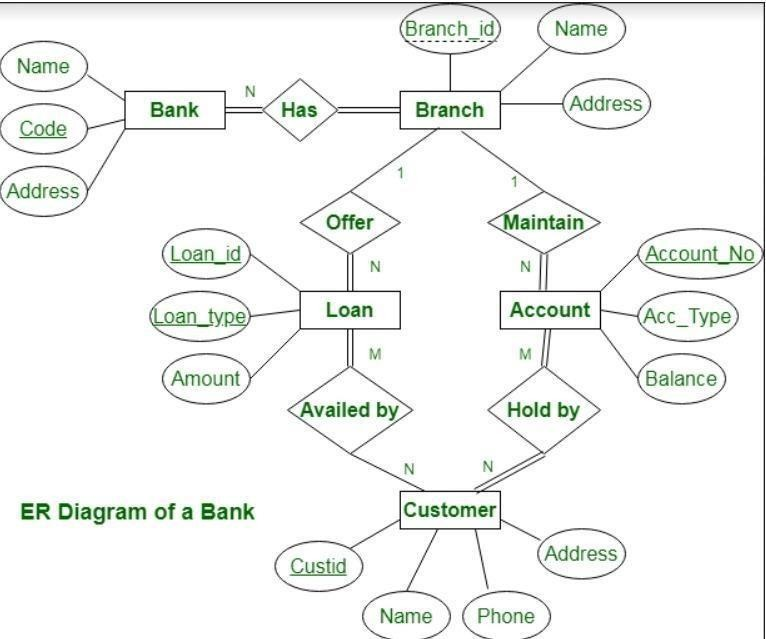 Branch_id
Name
Name
Code
Address
Bank
N
Has
Branch
Address
1
1
Offer
Maintain
Loan_id
N
N
Account_No
Loan_type
Loan
Account
Acc_Type
Amount
M
M
Balance
Availed by
Hold by
N
N
ER Diagram of a Bank
Customer
Custid
Address
Name
Phone